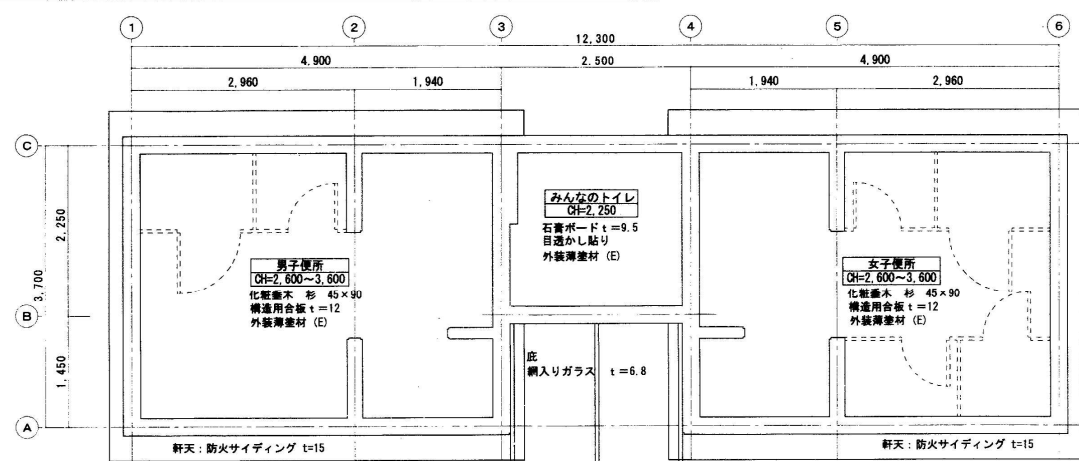 1
2
3
4
5
6
12,300
4,900
2,500
4,900
2,960
1,940
1,940
2,960
C
B
A
2,250
3,700
1,450
みんなのトイレ
CH=2,250
石膏ボード t=9.5
目透かし貼り
外装薄塗材 (E)
男子便所
CH=2,600~3,600
化粧垂木 杉 45×90
構造用合板 t=12
外装薄塗材 (E)
女子便所
CH=2,600~3,600
化粧垂木 杉 45×90
構造用合板 t=12
外装薄塗材 (E)
庇
網入りガラス t=6.8
軒天:防火サイディング t=15
軒天:防火サイディング t=15